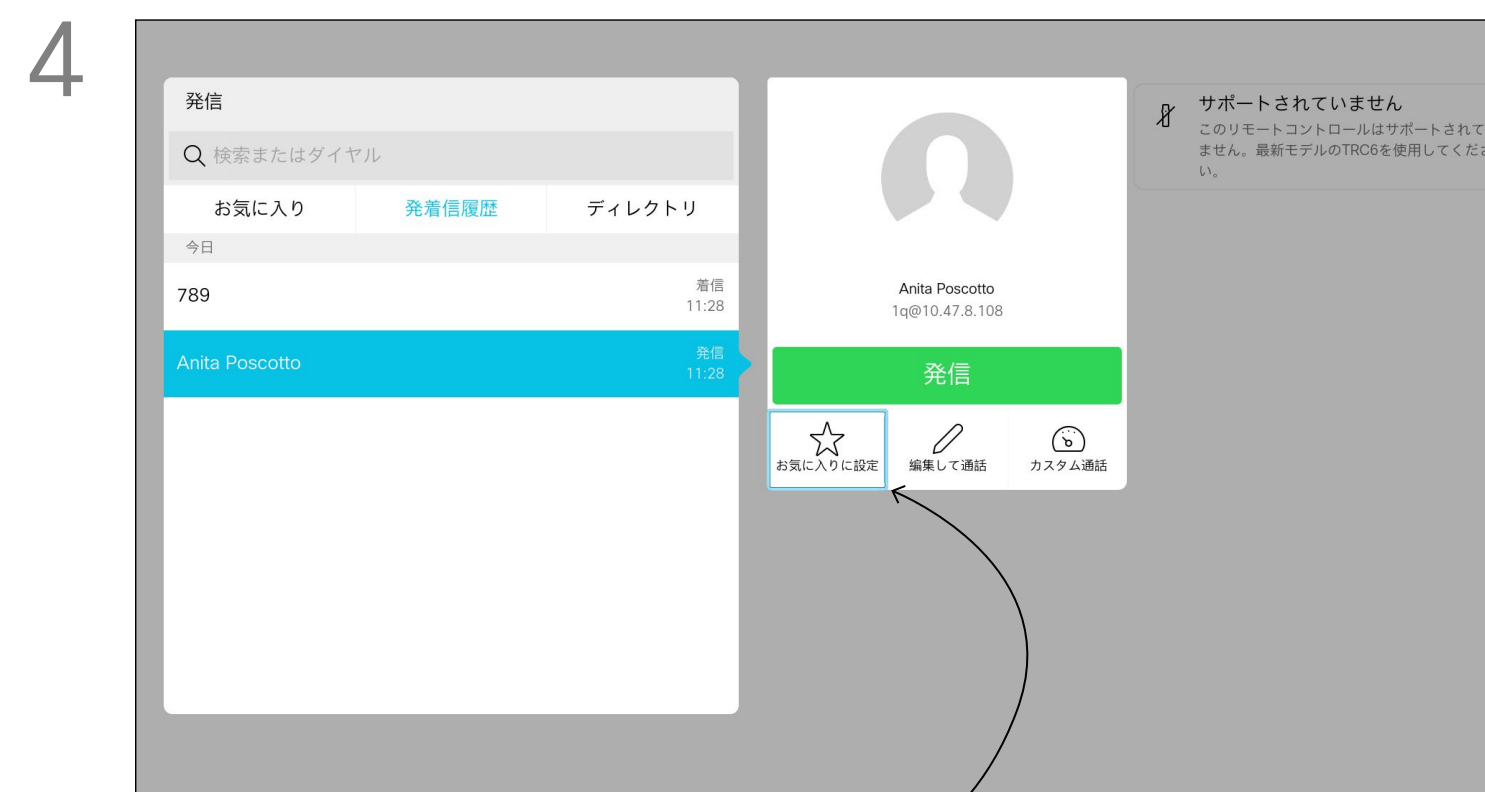 4
発信
検索またはダイヤル
お気に入り 発着信履歴 ディレクトリ
今日
789
着信
11:28
Anita Poscotto
発信
11:28
Anita Poscotto
1q@10.47.8.108
発信
お気に入りに設定 編集して通話 カスタム通話
サポートされていません
このリモートコントロールはサポートされて
ません。最新モデルのTRC6を使用してくださ
い。